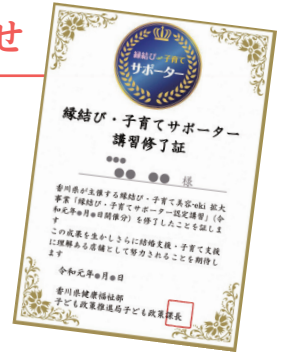 せ
縁結び・子育て
サポーター
縁結び・子育てサポーター
講習修了証
●●●
●● ●● 様
香川県が主催する縁結び・子育て美容-eki 拡大
事業「縁結び・子育てサポーター認定講習」(令
和元年●月●日開催分)を修了したことを証しま
す
この成果を生かしさらに結婚支援・子育て支援
に理解ある店舗として努力されることを期待し
ます
令和元年●月●日
香川県健康福祉部
子ども政策推進局子ども政策課長